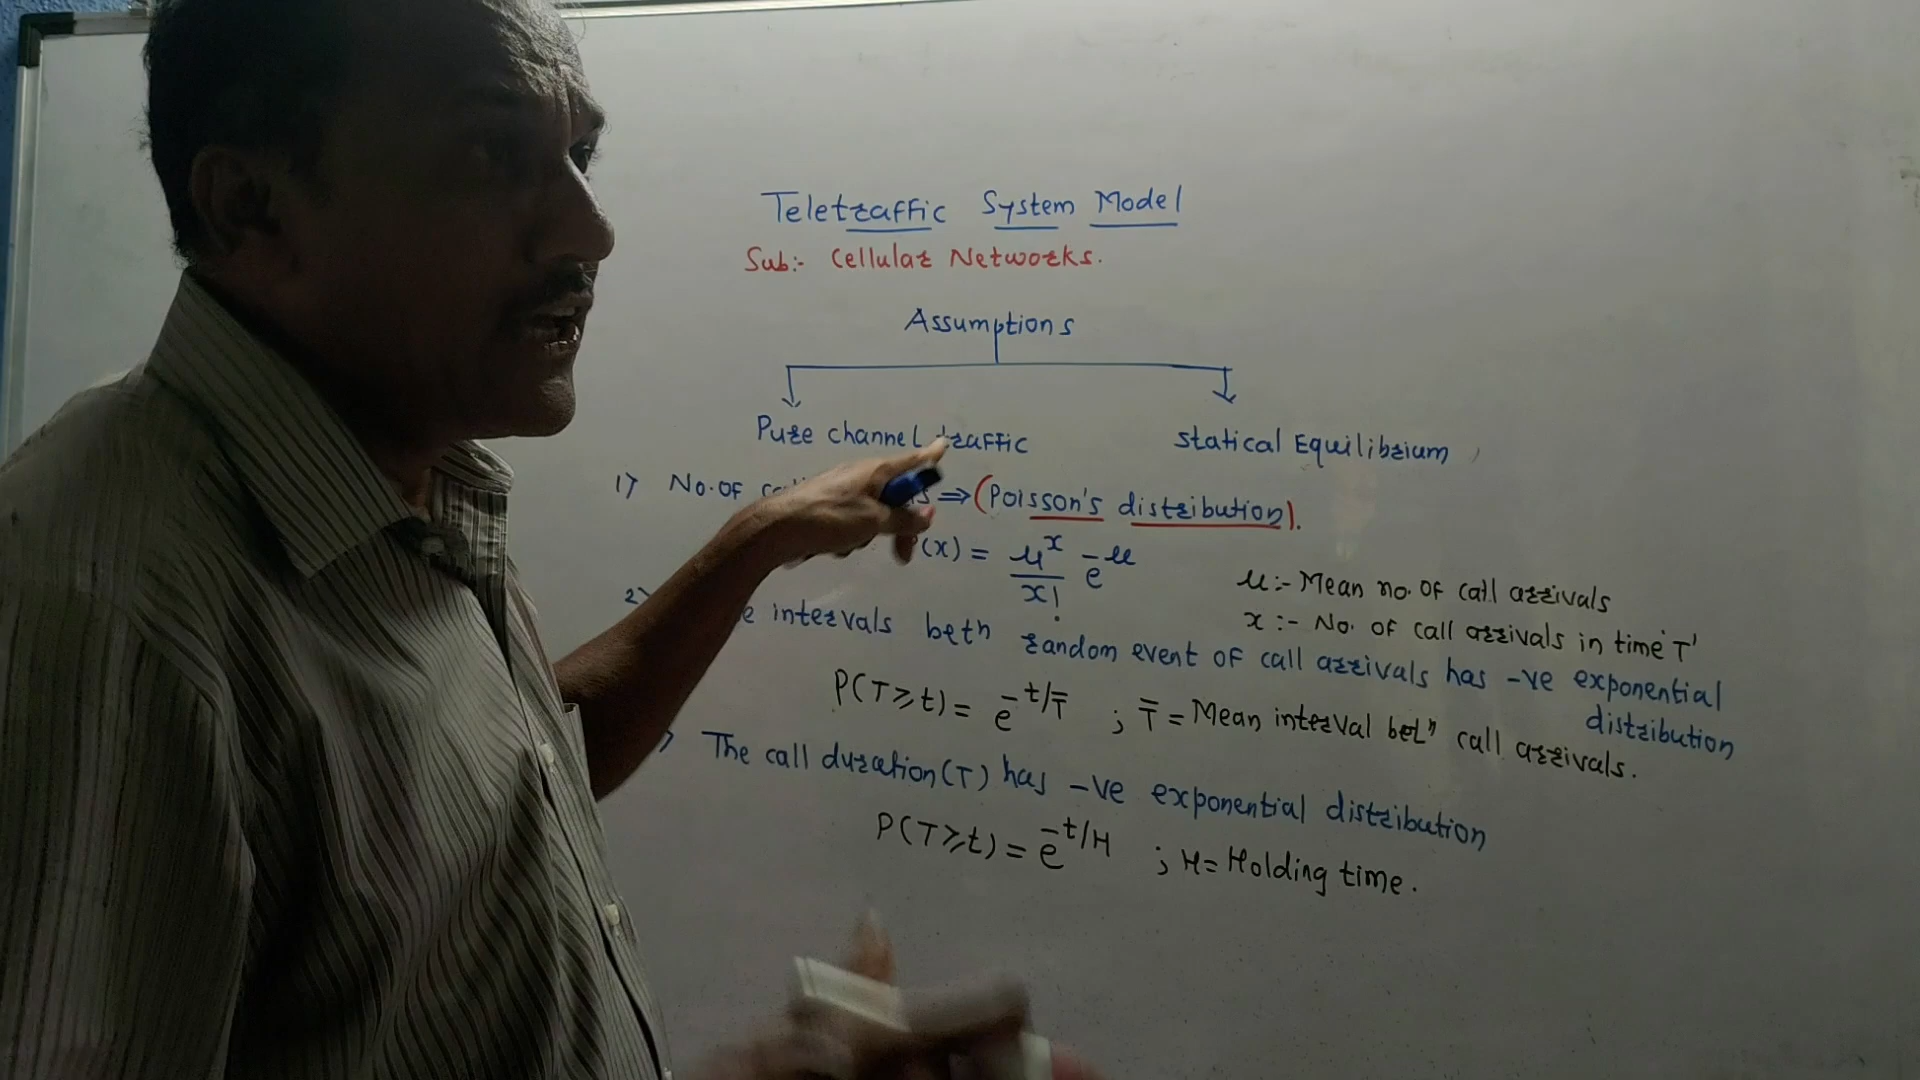 Teletraffic System Model
Sub:- Cellular Networks.
Assumptions
Pure channel traffic
Statical Equilibrium
1) No. of ⇒ (Poisson's distribution).
(x) = μ^x / x! e^-μ
μ:- Mean no. of call arrivals
x :- No. of call arrivals in time 'T'
2) intervals betn random event of call arrivals has -ve exponential distribution
P(T≥t) = e^-t/T̄ ; T̄ = Mean interval betn call arrivals.
The call duration(T) has -ve exponential distribution
P(T≥t) = e^-t/H ; H = Holding time.